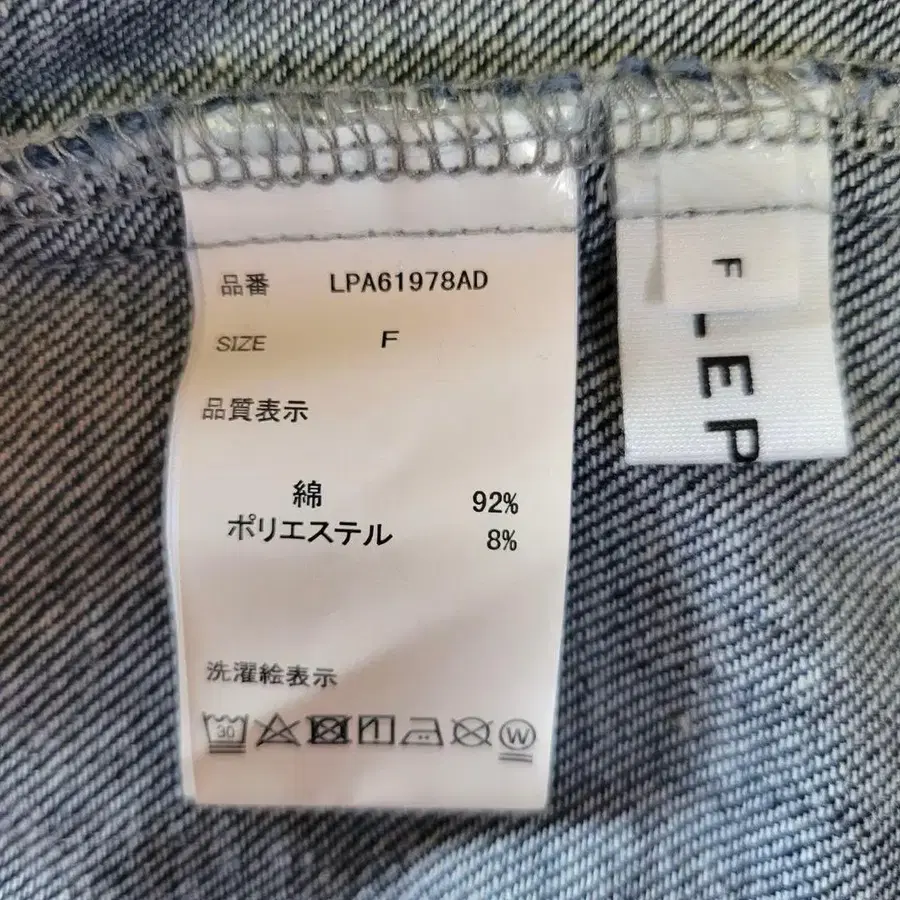 品番 LPA61978AD
SIZE F
品質表示
綿 92%
ポリエステル 8%
洗濯絵表示
30
W
F
EP